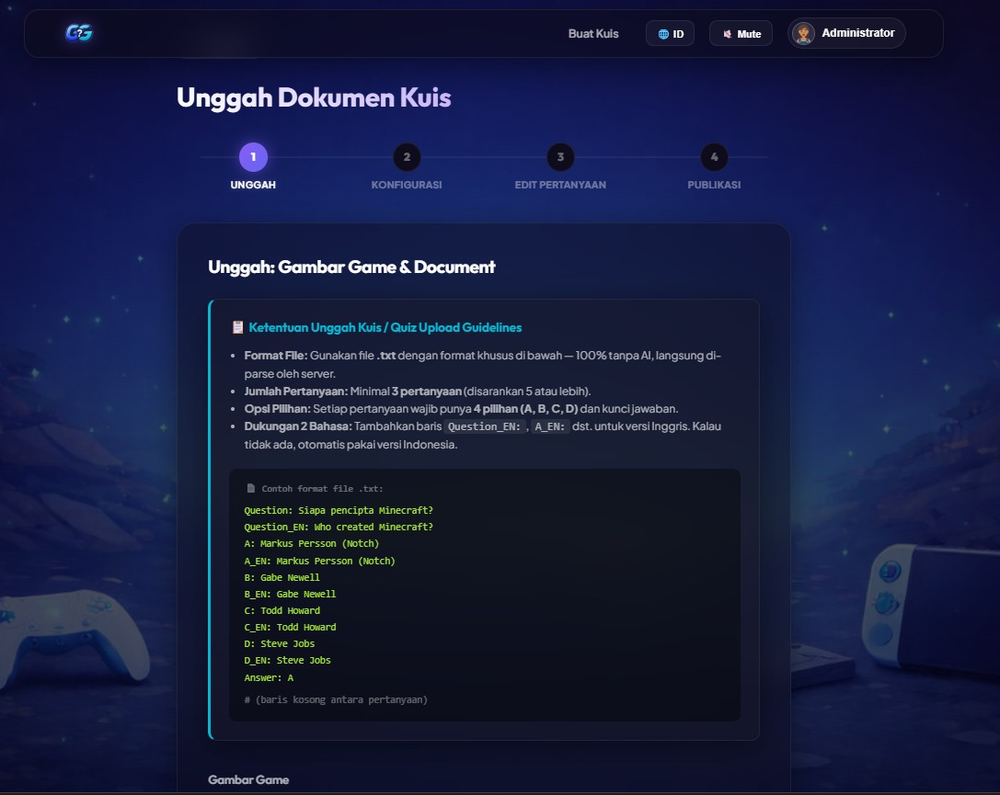 G?G
Buat Kuis
ID
Mute
Administrator
Unggah Dokumen Kuis
1
2
3
4
UNGGAH
KONFIGURASI
EDIT PERTANYAAN
PUBLIKASI
Unggah: Gambar Game & Document
Ketentuan Unggah Kuis / Quiz Upload Guidelines
• Format File: Gunakan file .txt dengan format khusus di bawah — 100% tanpa AI, langsung di-
parse oleh server.
• Jumlah Pertanyaan: Minimal 3 pertanyaan (disarankan 5 atau lebih).
• Opsi Pilihan: Setiap pertanyaan wajib punya 4 pilihan (A, B, C, D) dan kunci jawaban.
• Dukungan 2 Bahasa: Tambahkan baris Question_EN: , A_EN: dst. untuk versi Inggris. Kalau
tidak ada, otomatis pakai versi Indonesia.
Contoh format file .txt:
Question: Siapa pencipta Minecraft?
Question_EN: Who created Minecraft?
A: Markus Persson (Notch)
A_EN: Markus Persson (Notch)
B: Gabe Newell
B_EN: Gabe Newell
C: Todd Howard
C_EN: Todd Howard
D: Steve Jobs
D_EN: Steve Jobs
Answer: A
# (baris kosong antara pertanyaan)
Gambar Game